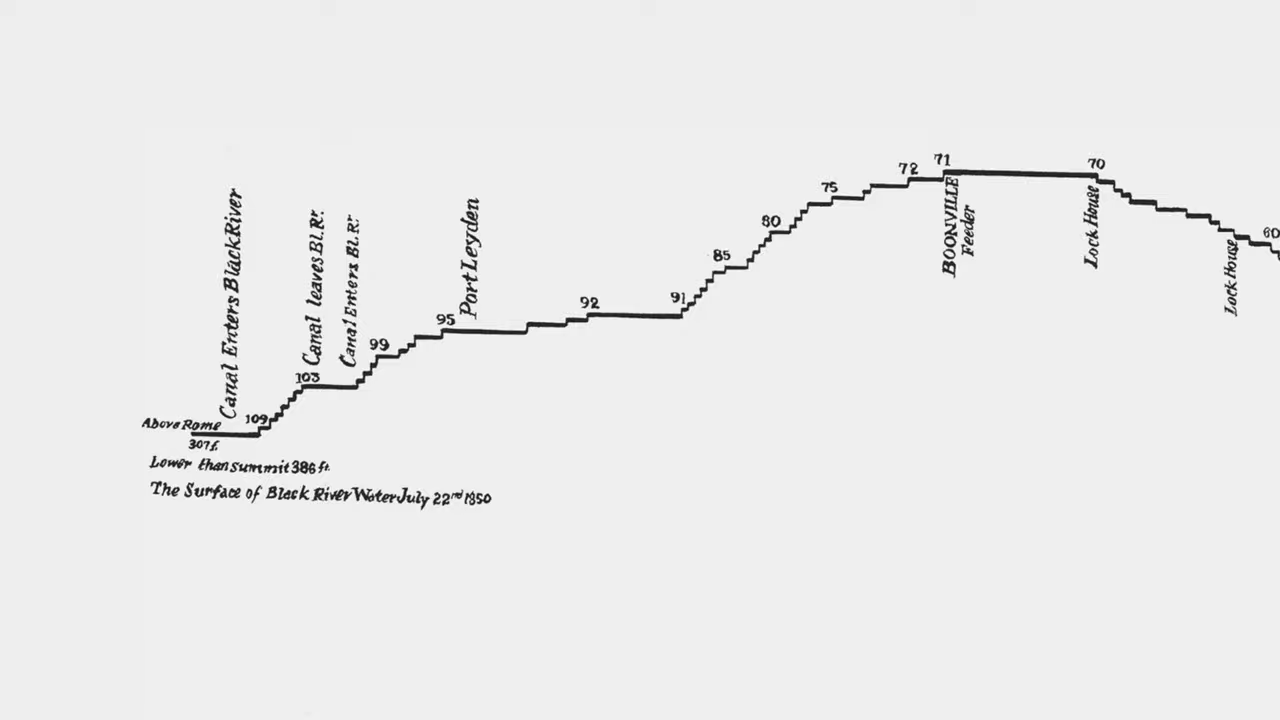 Canal Enters Black River
Canal leaves Bl. Rr.
Canal Enters Bl. R.
Port Leyden
BOONVILLE
Feeder
Lock House
Lock House
Above Rome
307 f.
109
103
99
95
92
91
85
80
75
72
71
70
60
Lower than summit 386 ft.
The Surface of Black River Water July 22nd 1850